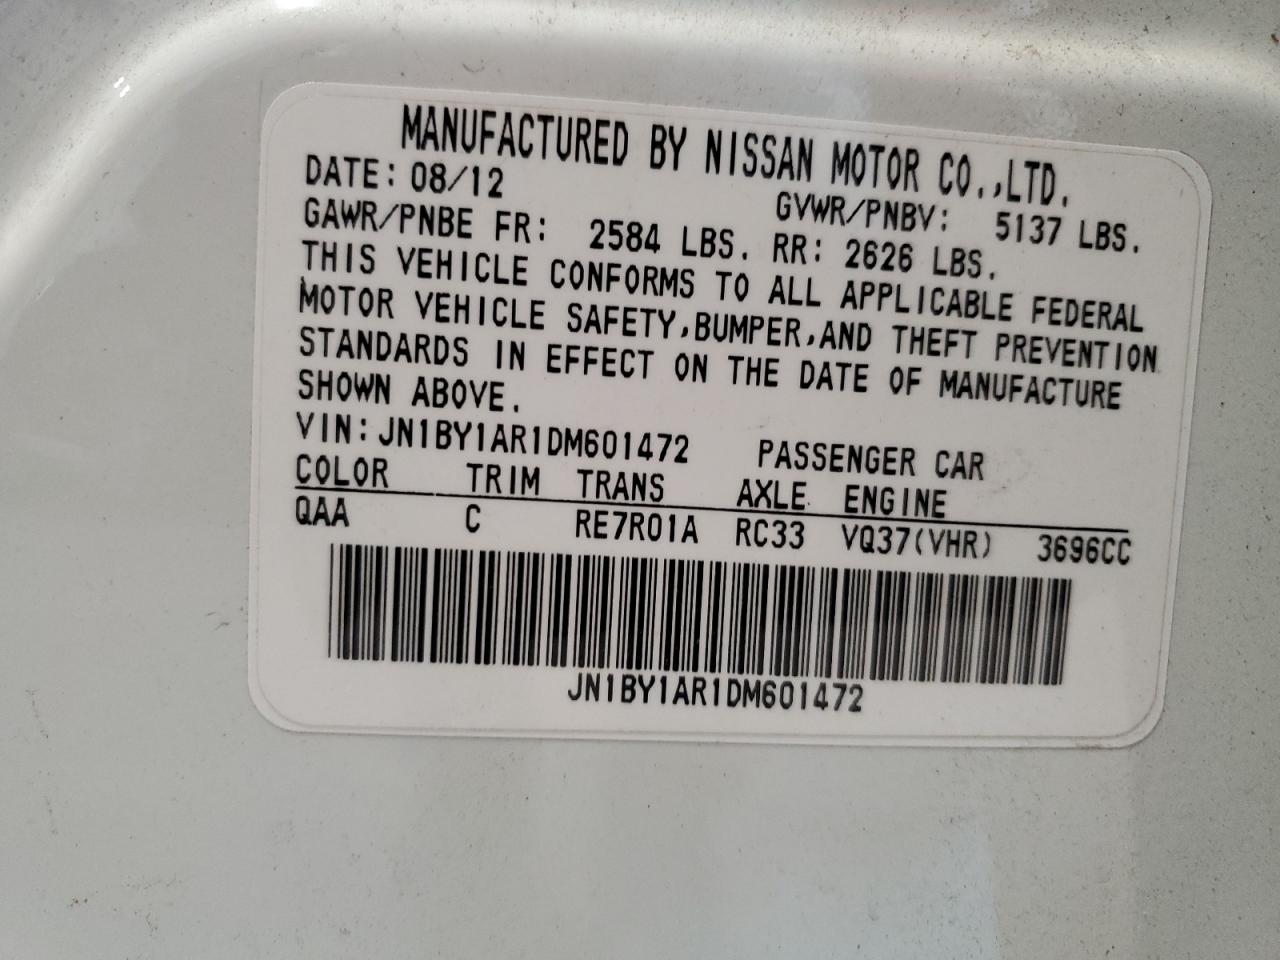 MANUFACTURED BY NISSAN MOTOR CO.,LTD.
DATE: 08/12 GVWR/PNBV: 5137 LBS.
GAWR/PNBE FR: 2584 LBS. RR: 2626 LBS.
THIS VEHICLE CONFORMS TO ALL APPLICABLE FEDERAL
MOTOR VEHICLE SAFETY,BUMPER,AND THEFT PREVENTION
STANDARDS IN EFFECT ON THE DATE OF MANUFACTURE
SHOWN ABOVE.
VIN: JN1BY1AR1DM601472 PASSENGER CAR
COLOR TRIM TRANS AXLE ENGINE
QAA C RE7R01A RC33 VQ37(VHR) 3696CC
JN1BY1AR1DM601472